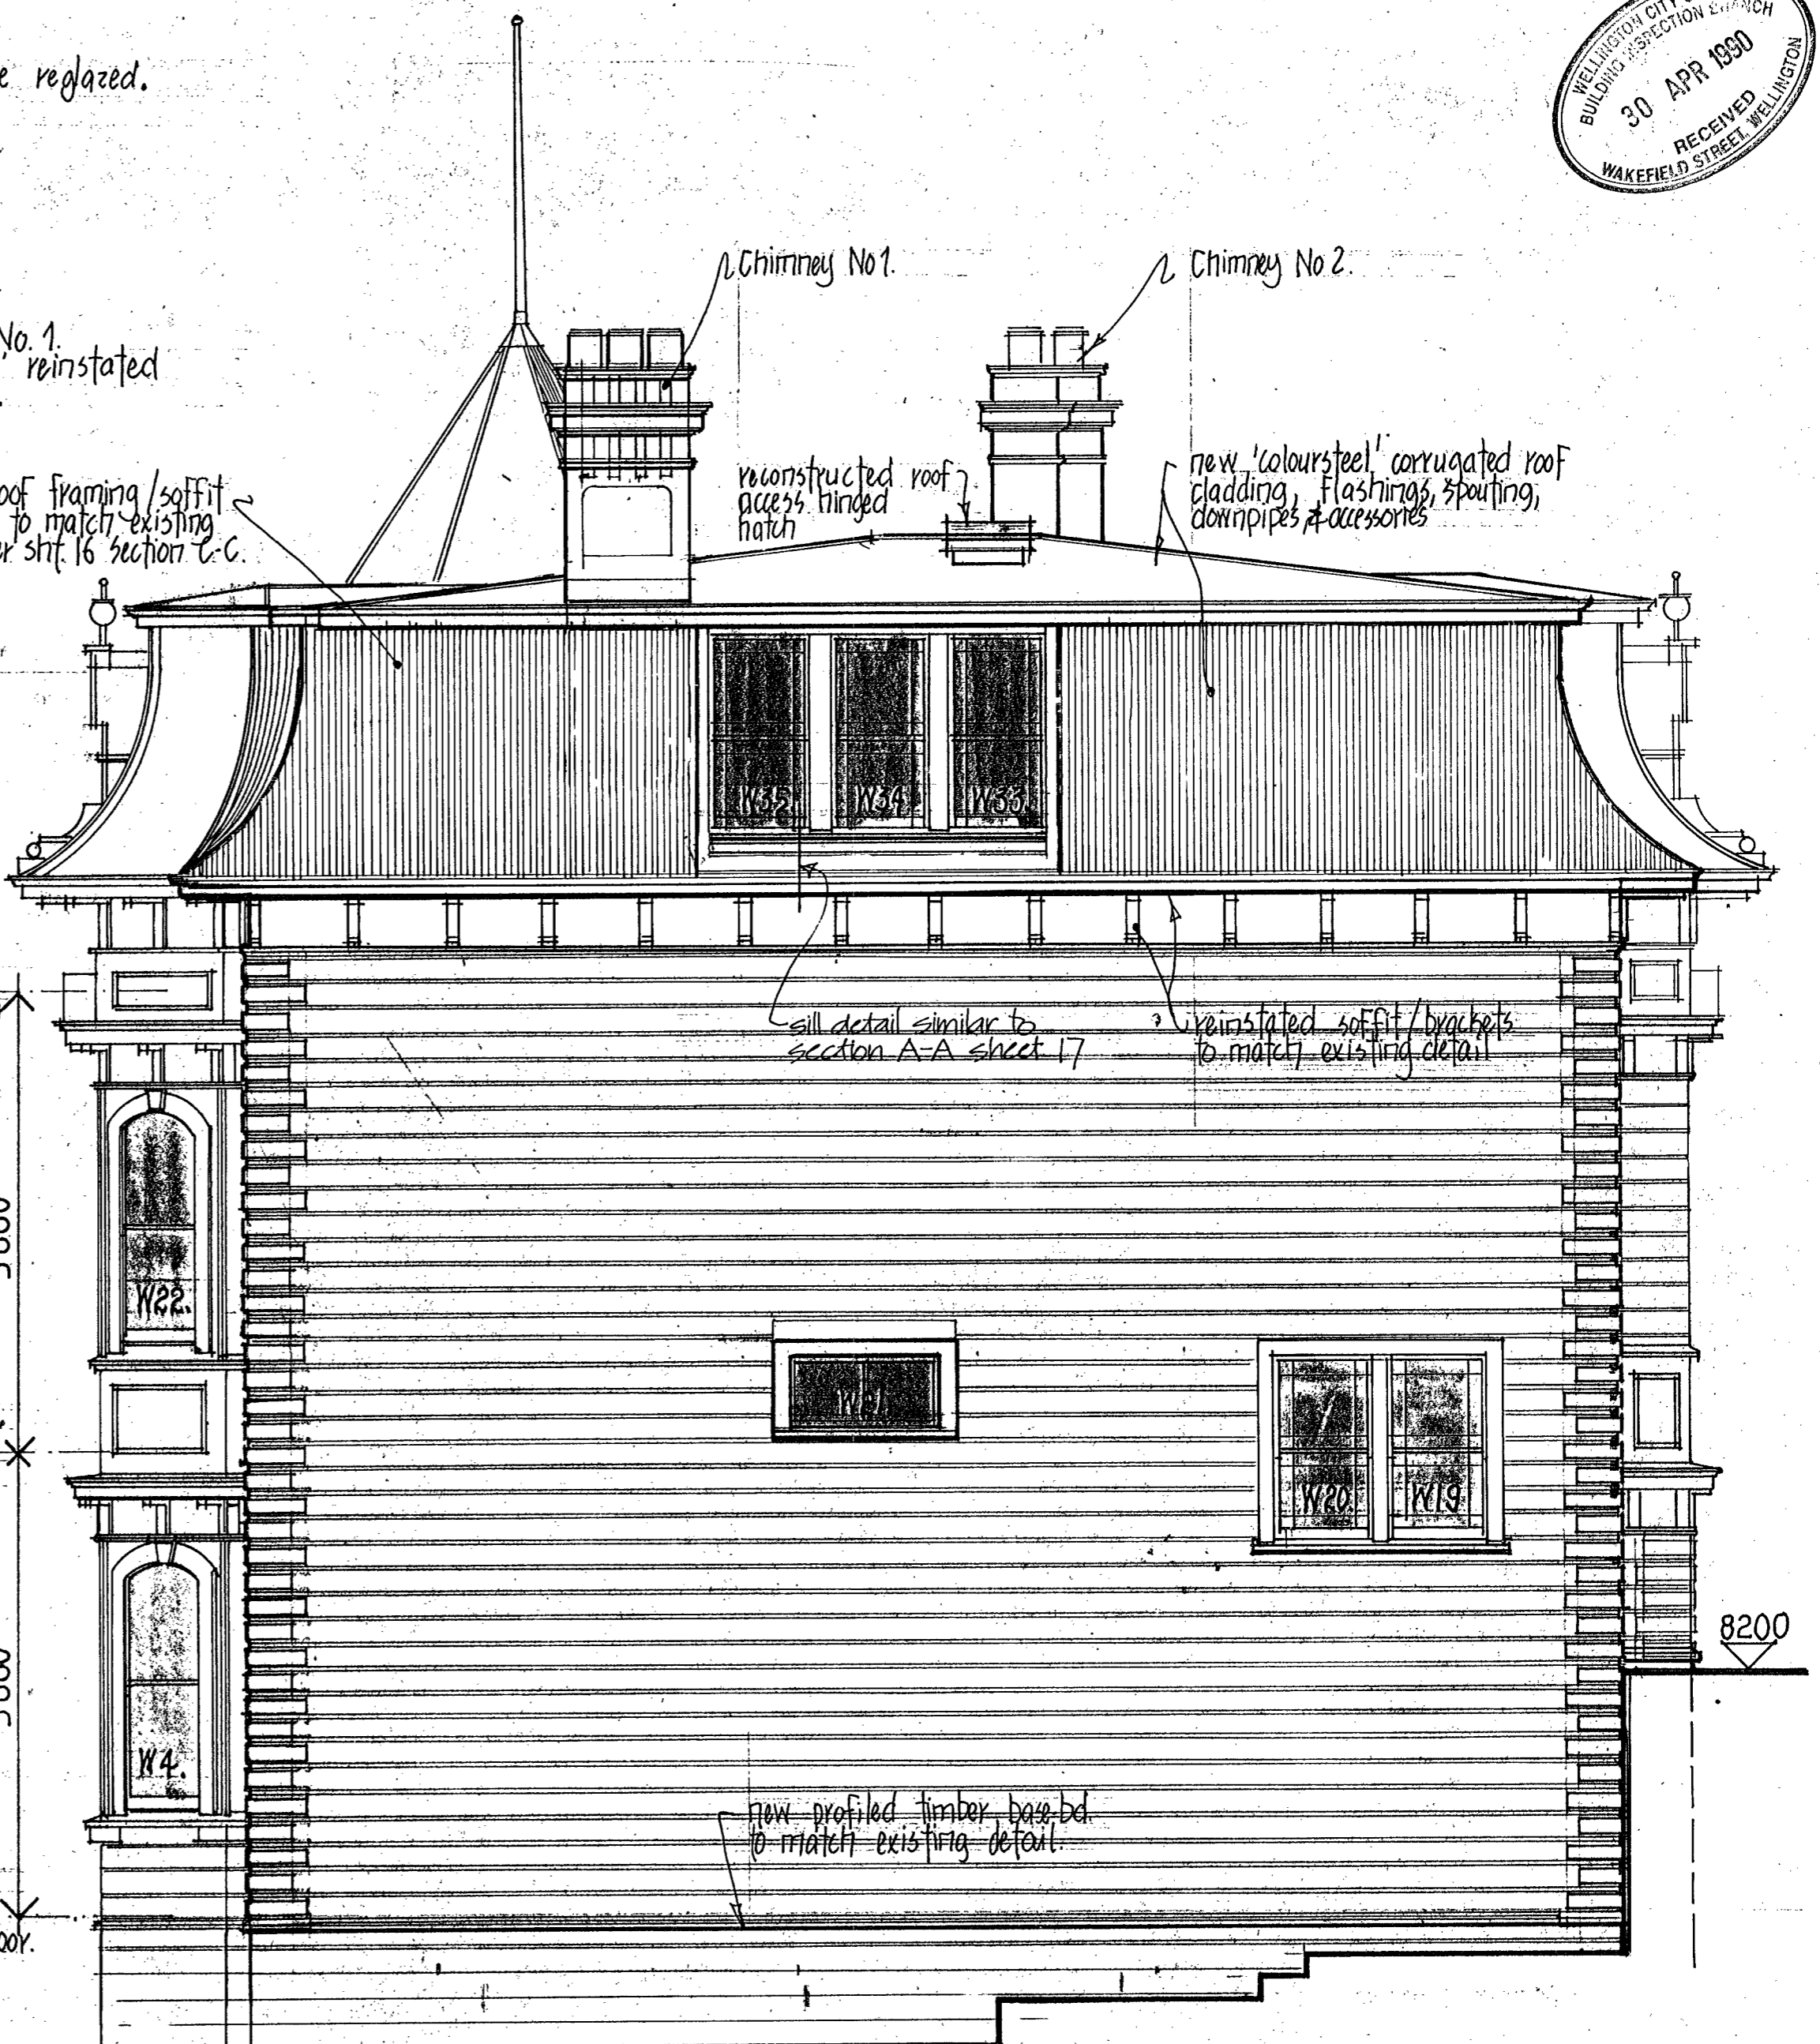 reglazed.
WELLINGTON CITY
BUILDING INSPECTION BRANCH
30 APR 1990
RECEIVED
WAKEFIELD STREET, WELLINGTON
Chimney No 1.
Chimney No 2.
No. 1.
reinstated
roof framing/soffit
to match existing
sht. 16 section C-C.
reconstructed roof
access hinged
hatch
new 'coloursteel' corrugated roof
cladding, flashings, spouting,
downpipes, & accessories
W35.
W34.
W33.
sill detail similar to
section A-A sheet 17
reinstated soffit/brackets
to match existing detail
W22.
W21.
W20.
W19
8200
W4.
new profiled timber base-bd.
to match existing detail.